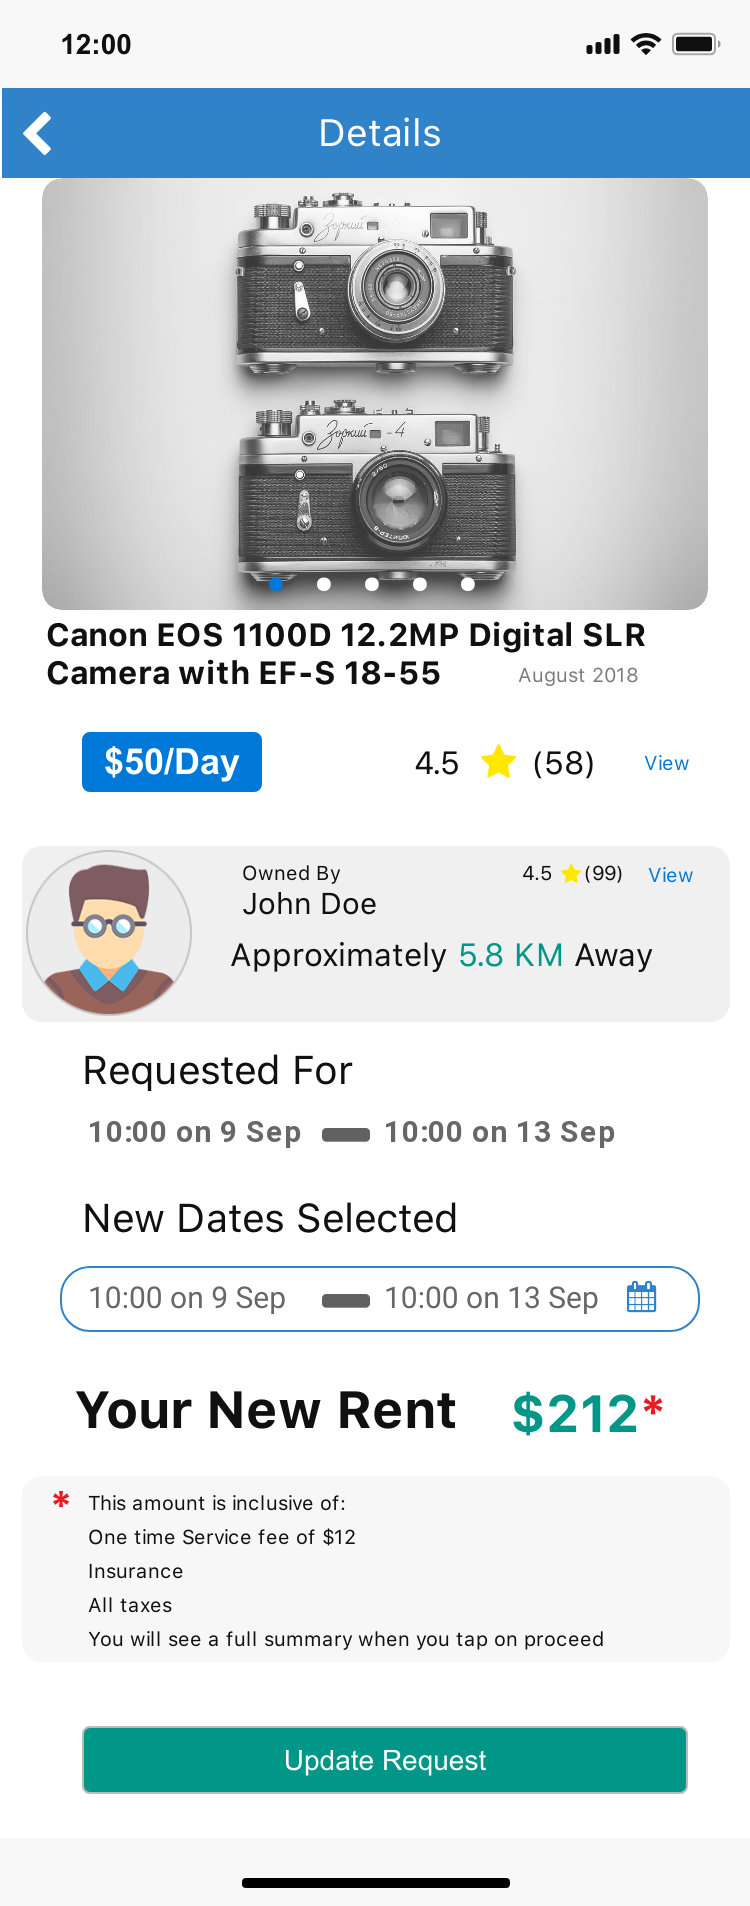 12:00
Details
Зоркий - 4
Зоркий - 4
Canon EOS 1100D 12.2MP Digital SLR
Camera with EF-S 18-55
August 2018
$50/Day
4.5 (58)
View
Owned By
4.5 (99)
View
John Doe
Approximately 5.8 KM Away
Requested For
10:00 on 9 Sep 10:00 on 13 Sep
New Dates Selected
10:00 on 9 Sep 10:00 on 13 Sep
Your New Rent $212*
* This amount is inclusive of:
One time Service fee of $12
Insurance
All taxes
You will see a full summary when you tap on proceed
Update Request